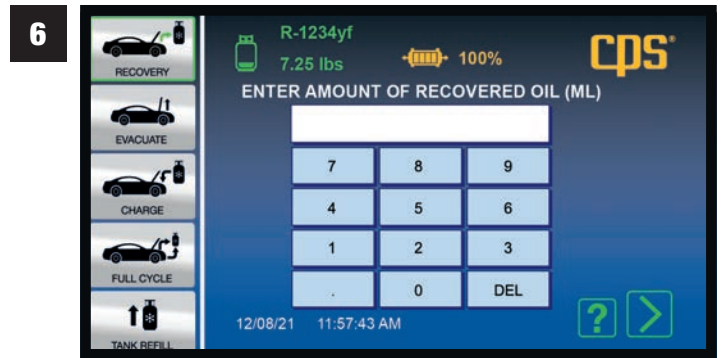 6
RECOVERY
EVACUATE
CHARGE
FULL CYCLE
TANK REFILL
R-1234yf
7.25 lbs
100%
cps®
ENTER AMOUNT OF RECOVERED OIL (ML)
7 8 9
4 5 6
1 2 3
. 0 DEL
12/08/21 11:57:43 AM
?